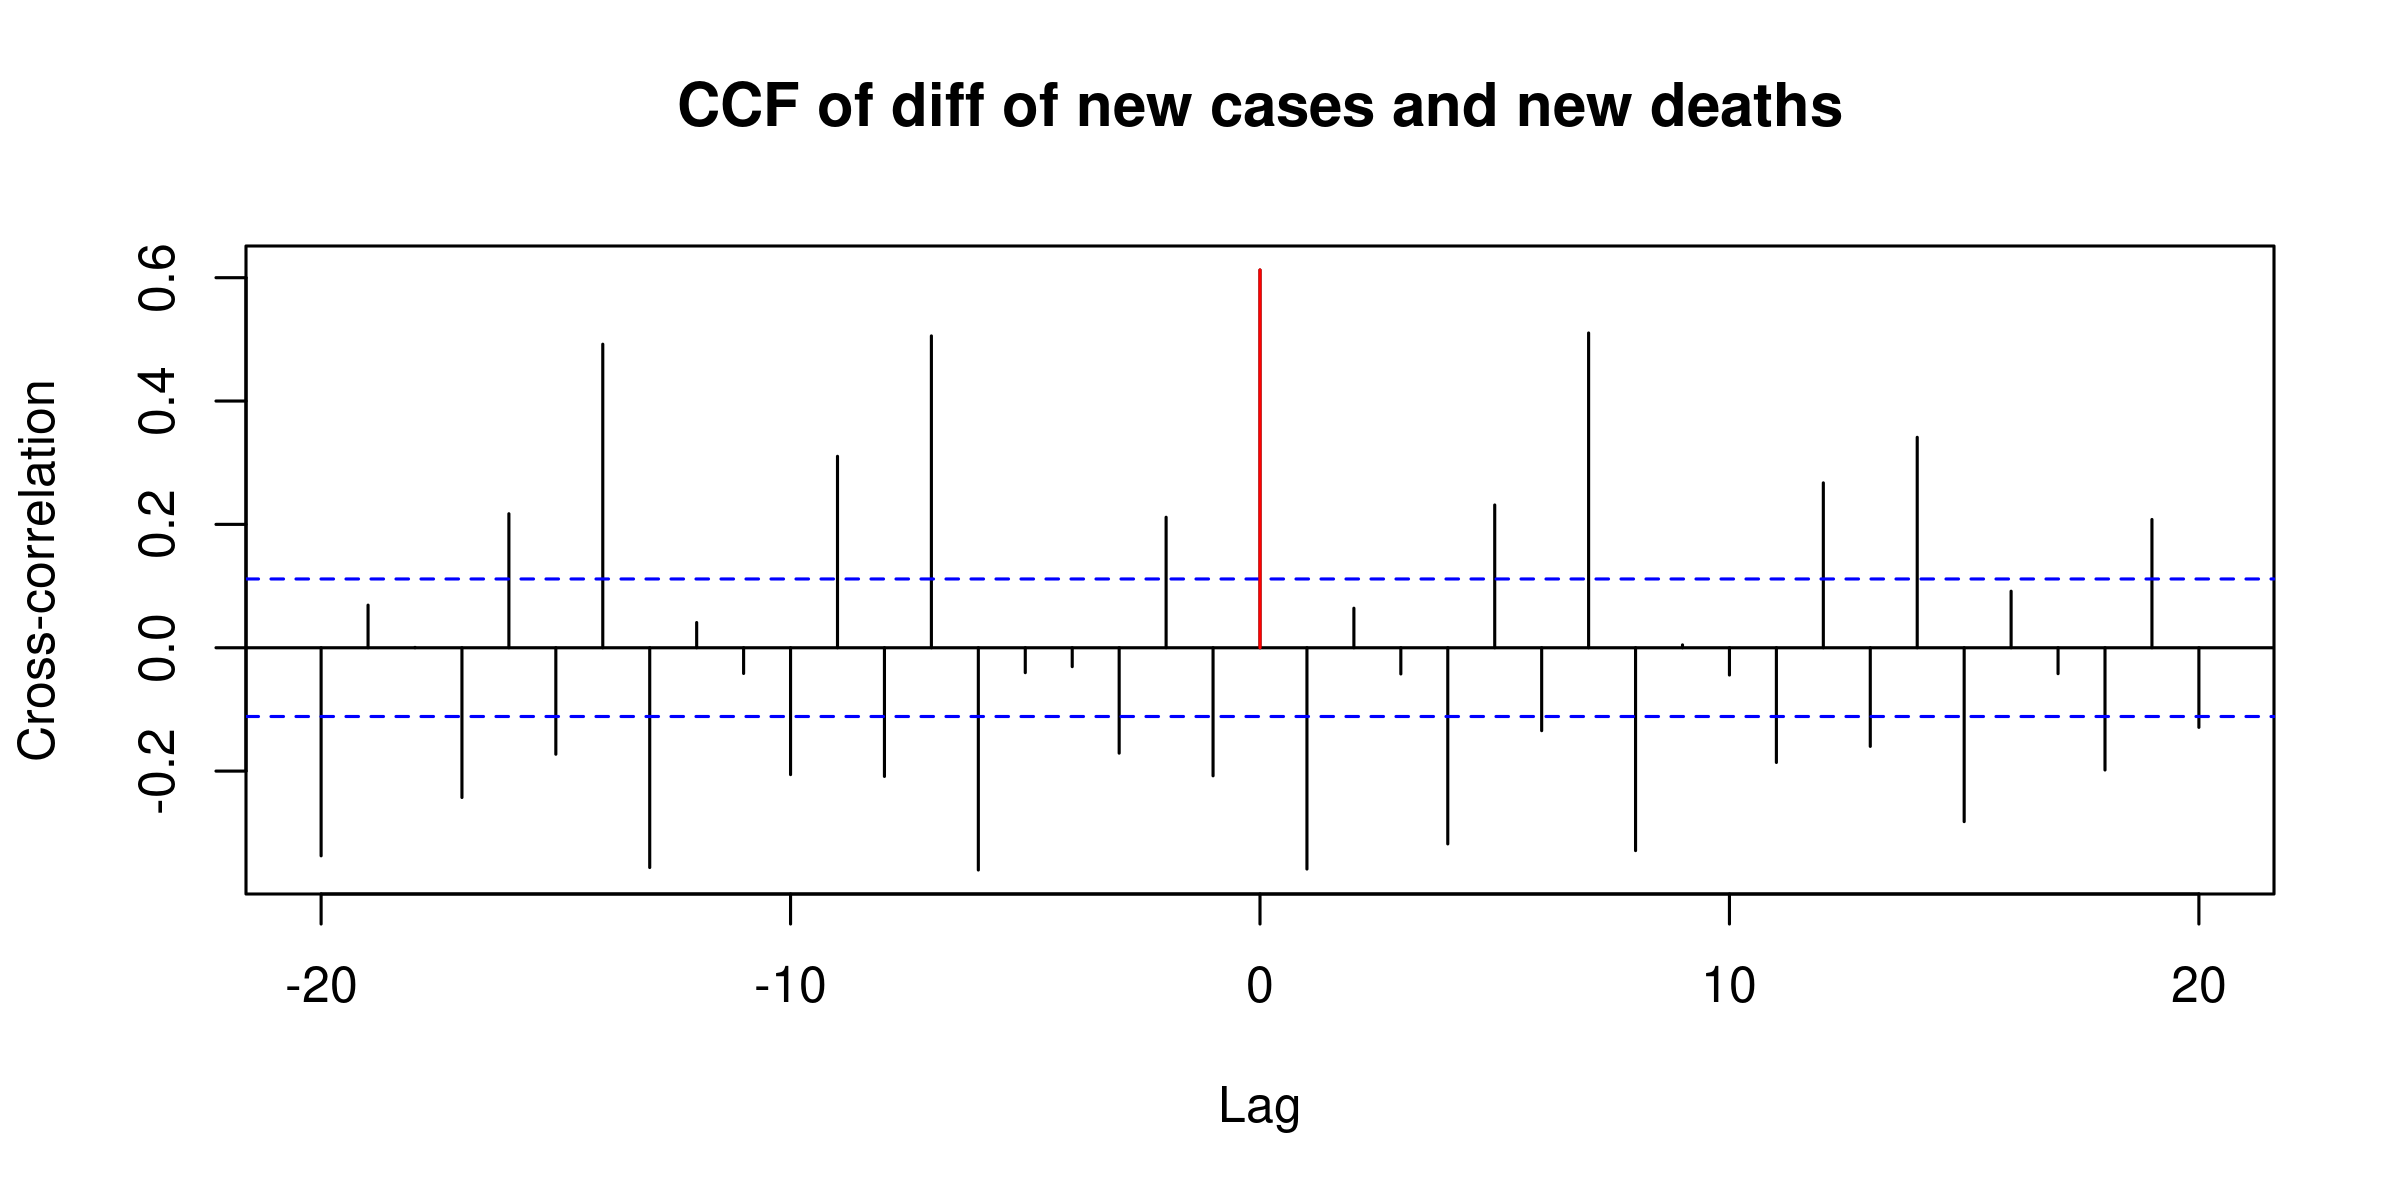 CCF of diff of new cases and new deaths
Cross-correlation
0.6
0.4
0.2
0.0
-0.2
-20 -10 0 10 20
Lag